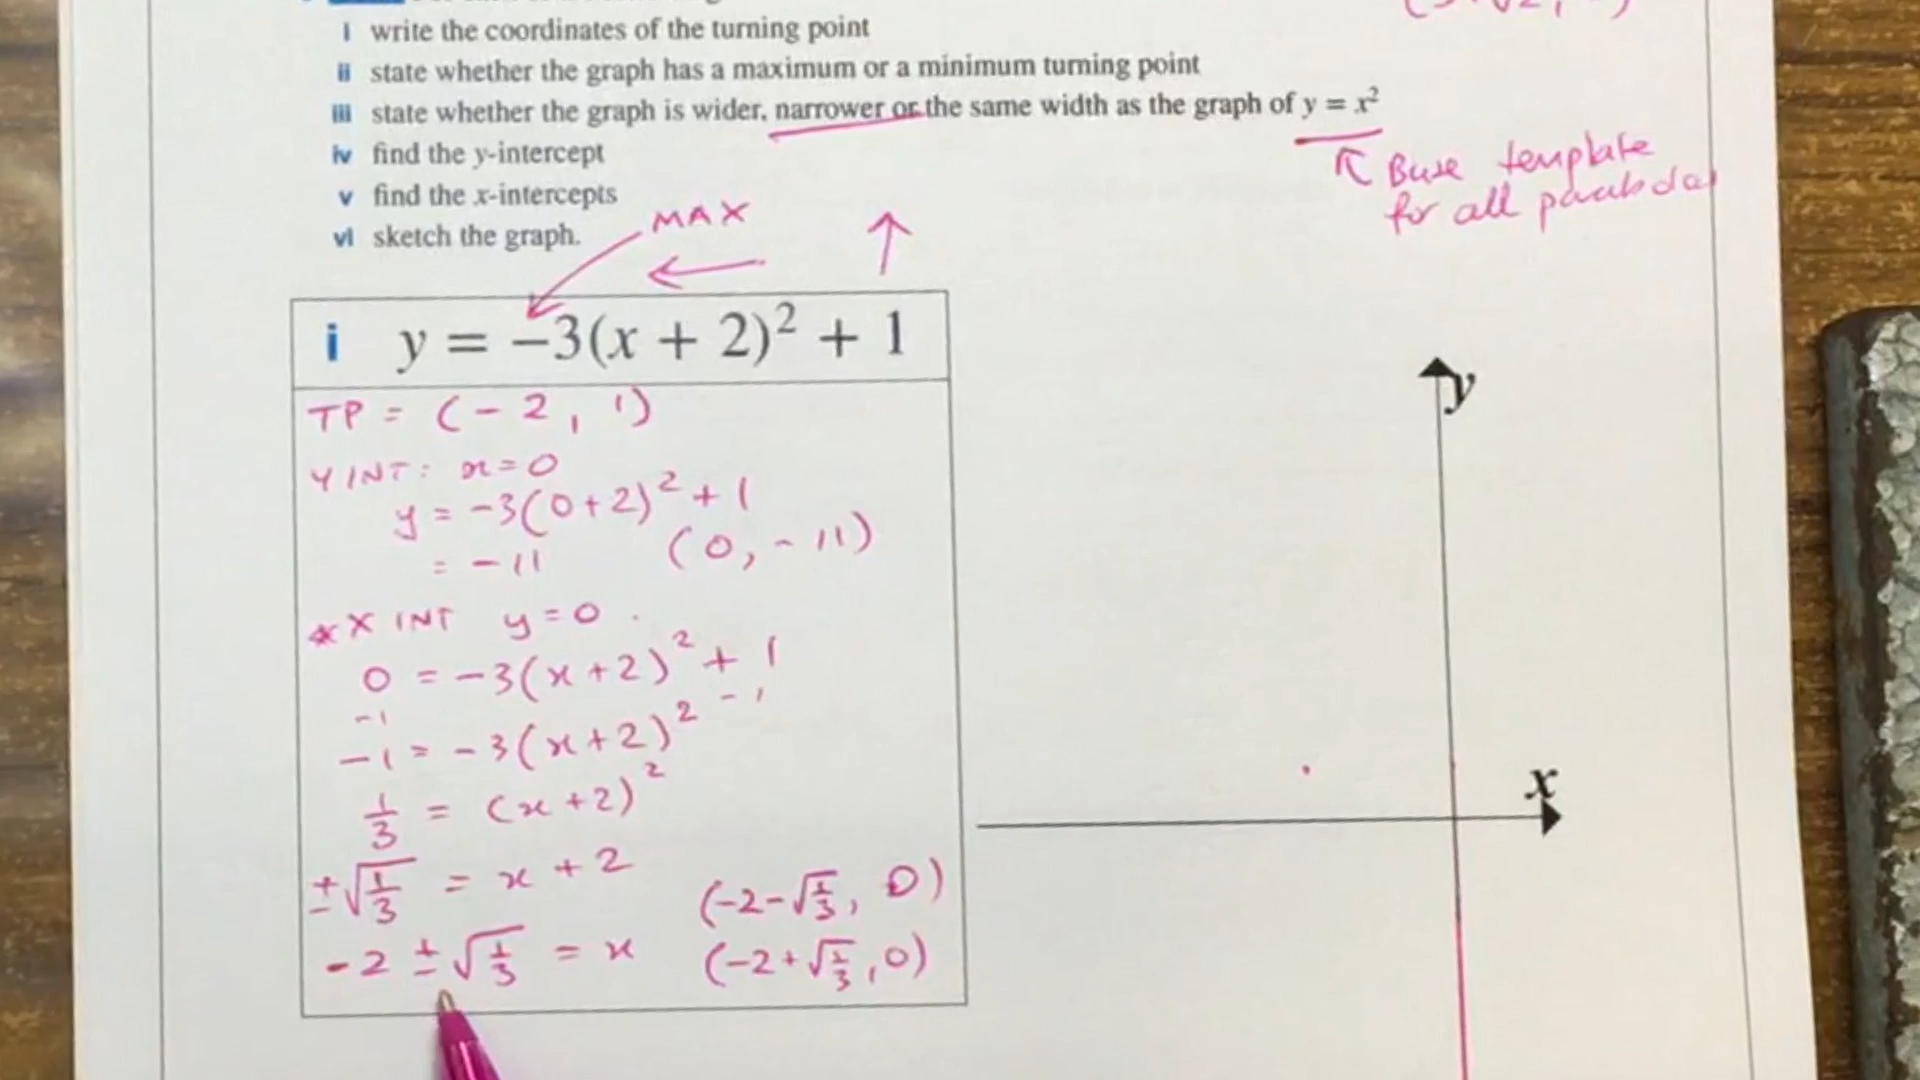 i write the coordinates of the turning point
ii state whether the graph has a maximum or a minimum turning point
iii state whether the graph is wider, narrower or the same width as the graph of y = x²
Base template
for all
iv find the y-intercept
v find the x-intercepts
vi sketch the graph.
MAX
i y = −3(x + 2)² + 1
TP = (-2, 1)
Y INT: x=0
y = -3(0+2)² + 1
= -11 (0, -11)
* X INT y=0.
0 = -3(x+2)² + 1
-1 -1
-1 = -3(x+2)²
1/3 = (x+2)²
±√1/3 = x + 2 (-2-√1/3, 0)
-2 ± √1/3 = x (-2+√1/3, 0)
y
x